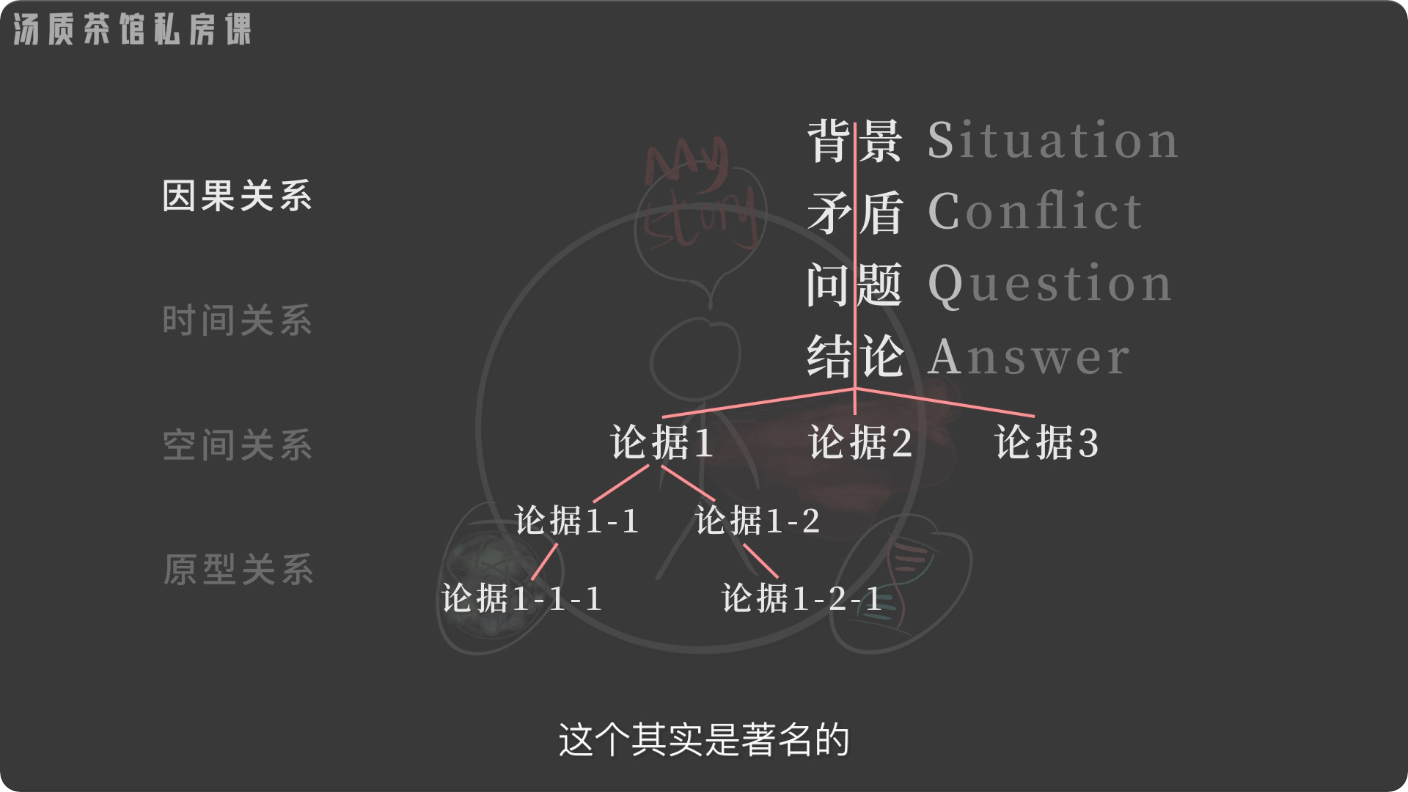 汤质茶馆私房课
因果关系
时间关系
空间关系
原型关系
My
story
背景 Situation
矛盾 Conflict
问题 Question
结论 Answer
论据1 论据2 论据3
论据1-1 论据1-2
论据1-1-1 论据1-2-1
这个其实是著名的